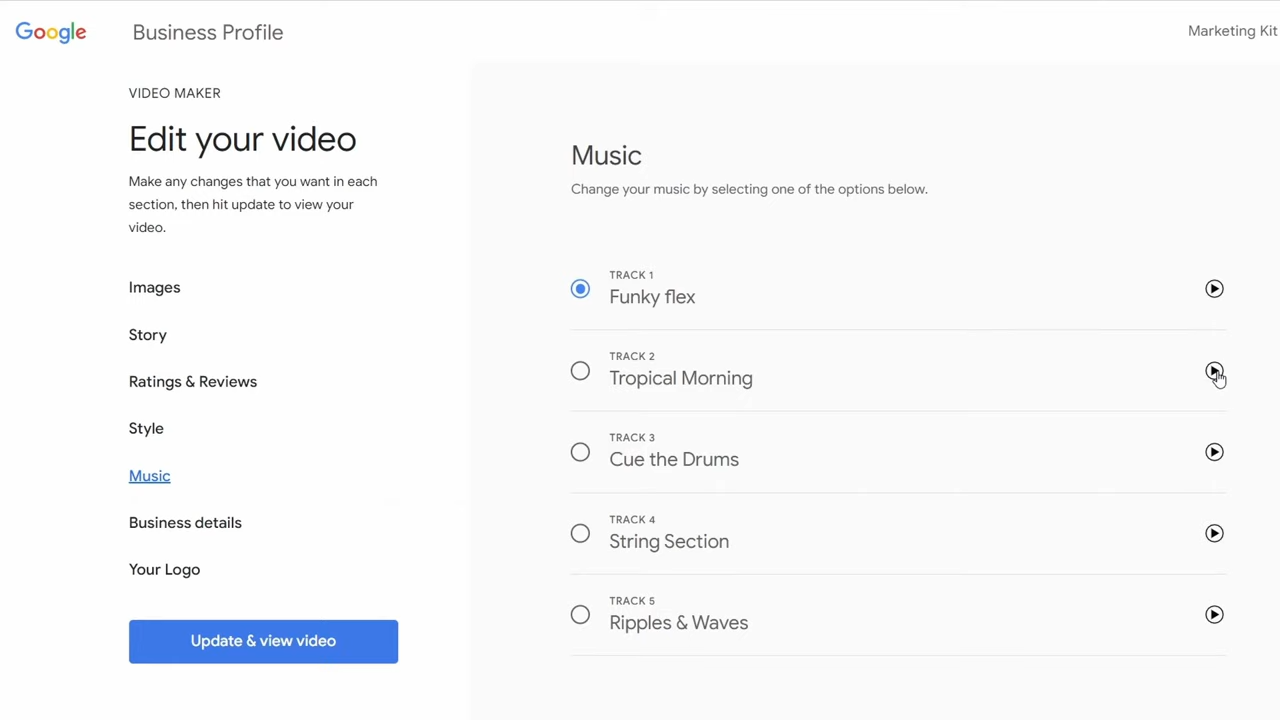 Google Business Profile
Marketing Kit
VIDEO MAKER
Edit your video
Make any changes that you want in each
section, then hit update to view your
video.
Images
Story
Ratings & Reviews
Style
Music
Business details
Your Logo
Update & view video
Music
Change your music by selecting one of the options below.
TRACK 1
Funky flex
TRACK 2
Tropical Morning
TRACK 3
Cue the Drums
TRACK 4
String Section
TRACK 5
Ripples & Waves